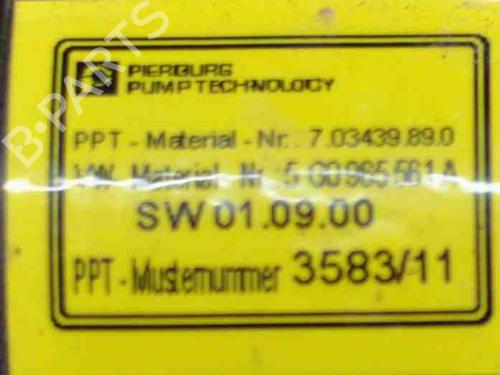 PIERBURG
PUMP TECHNOLOGY
PPT - Material - Nr.: 7.03439.89.0
VW Material - Nr.: 5 G0 965 561 A
SW 01.09.00
PPT - Musternummer 3583/11
B-PARTS